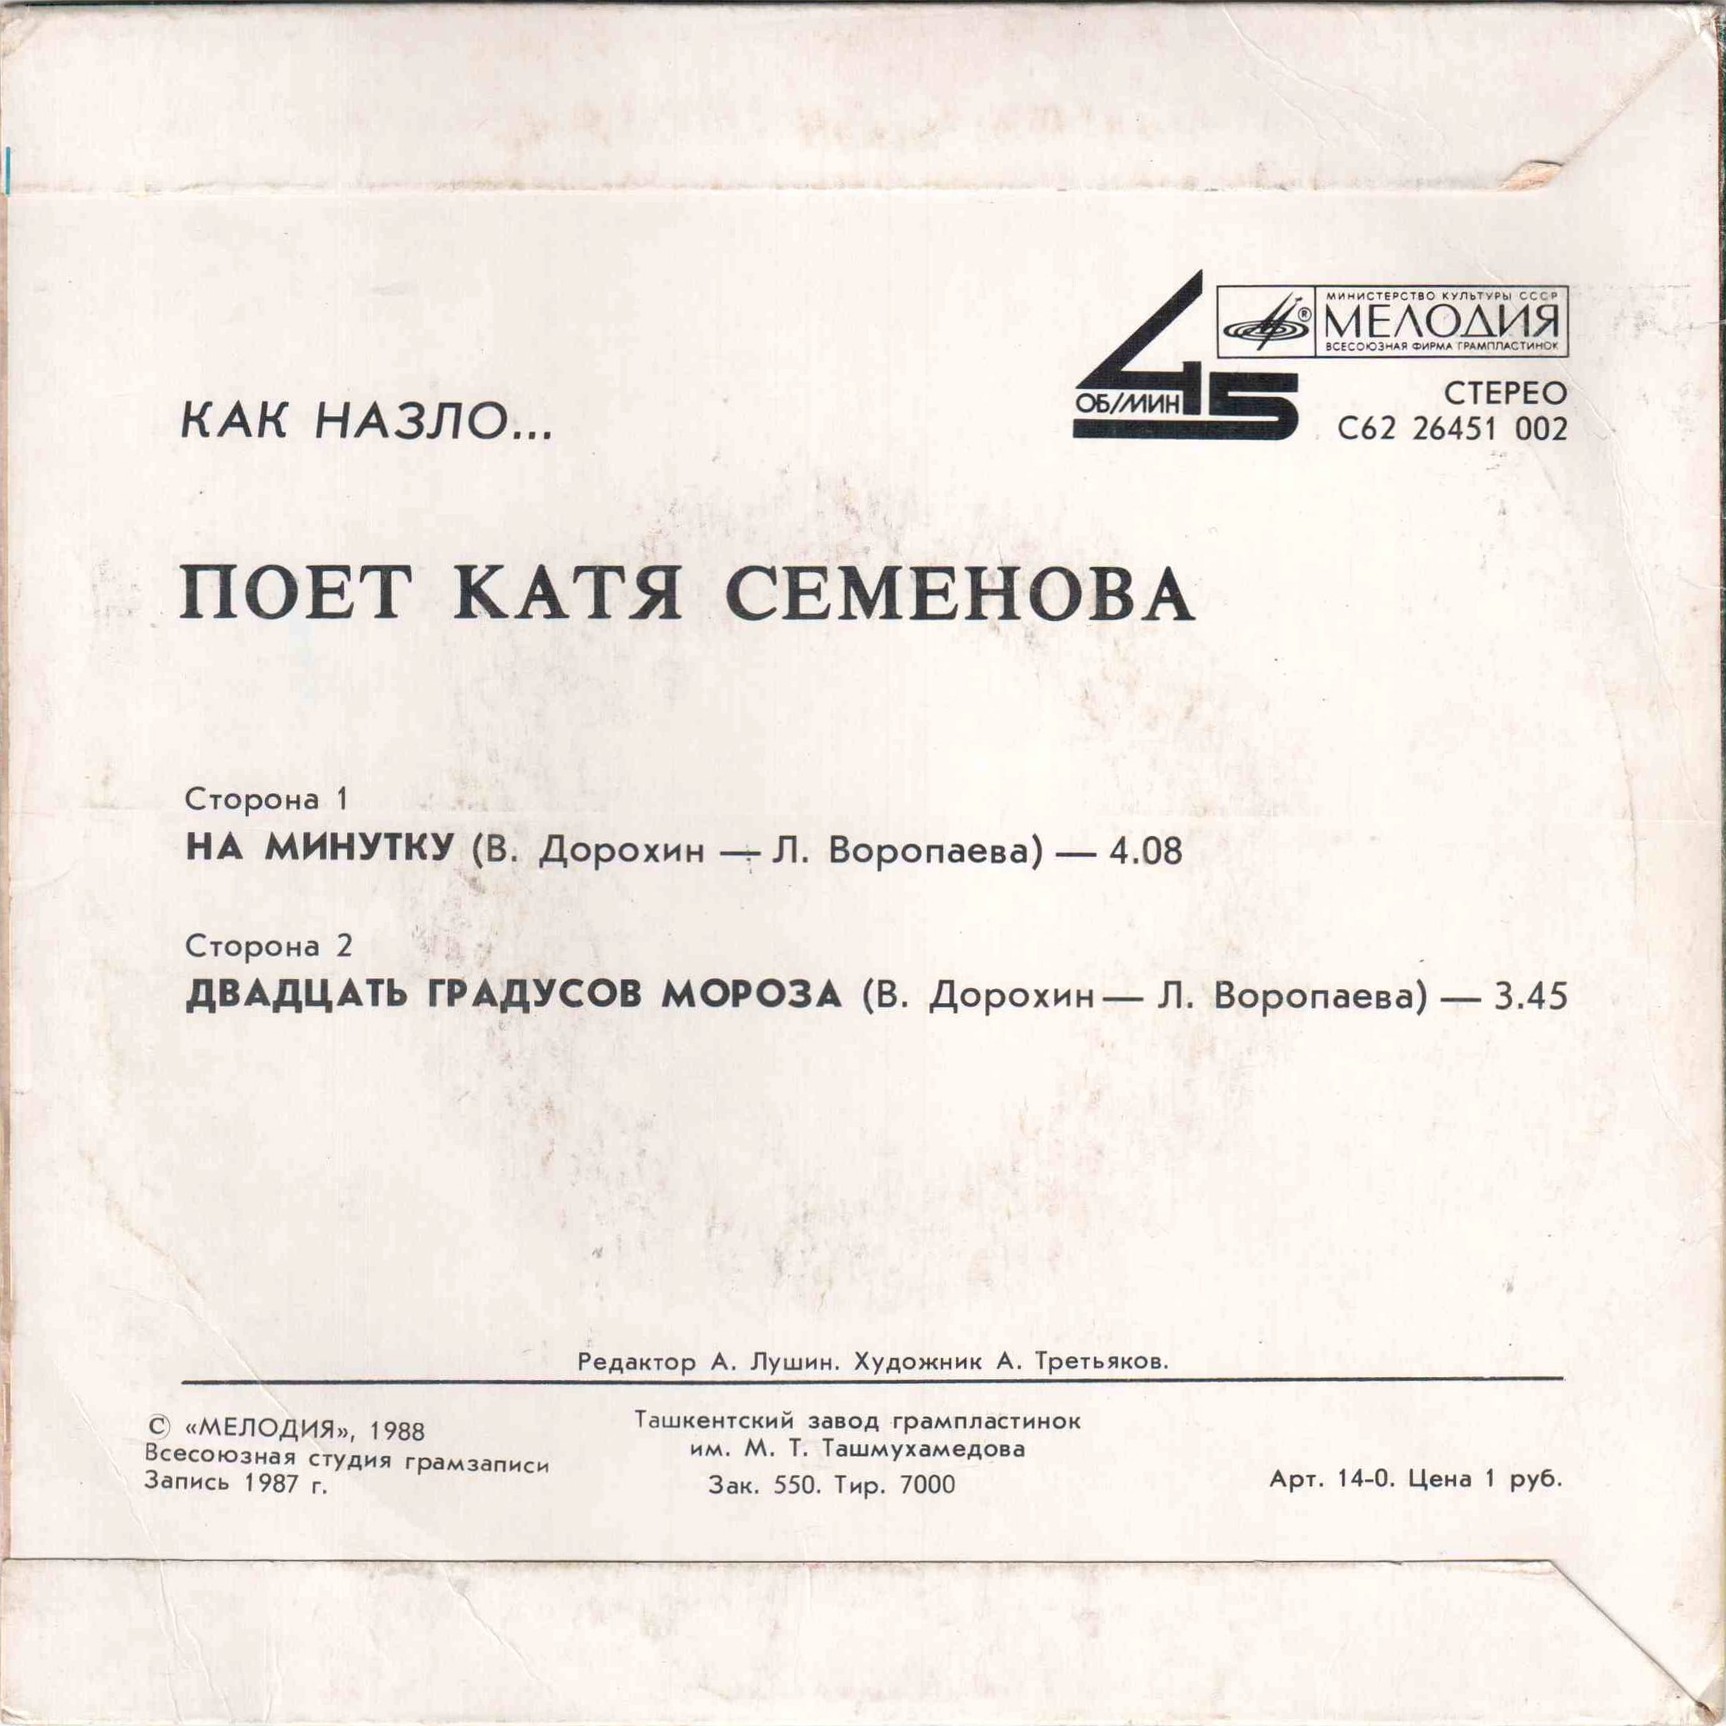 МИНИСТЕРСТВО КУЛЬТУРЫ СССР
МЕЛОДИЯ
ВСЕСОЮЗНАЯ ФИРМА ГРАМПЛАСТИНОК
®
45
ОБ/МИН
СТЕРЕО
С62 26451 002
КАК НАЗЛО...
ПОЕТ КАТЯ СЕМЕНОВА
Сторона 1
НА МИНУТКУ (В. Дорохин — Л. Воропаева) — 4.08
Сторона 2
ДВАДЦАТЬ ГРАДУСОВ МОРОЗА (В. Дорохин — Л. Воропаева) — 3.45
Редактор А. Лушин. Художник А. Третьяков.
© «МЕЛОДИЯ», 1988
Всесоюзная студия грамзаписи
Запись 1987 г.
Ташкентский завод грампластинок
им. М. Т. Ташмухамедова
Зак. 550. Тир. 7000
Арт. 14-0. Цена 1 руб.